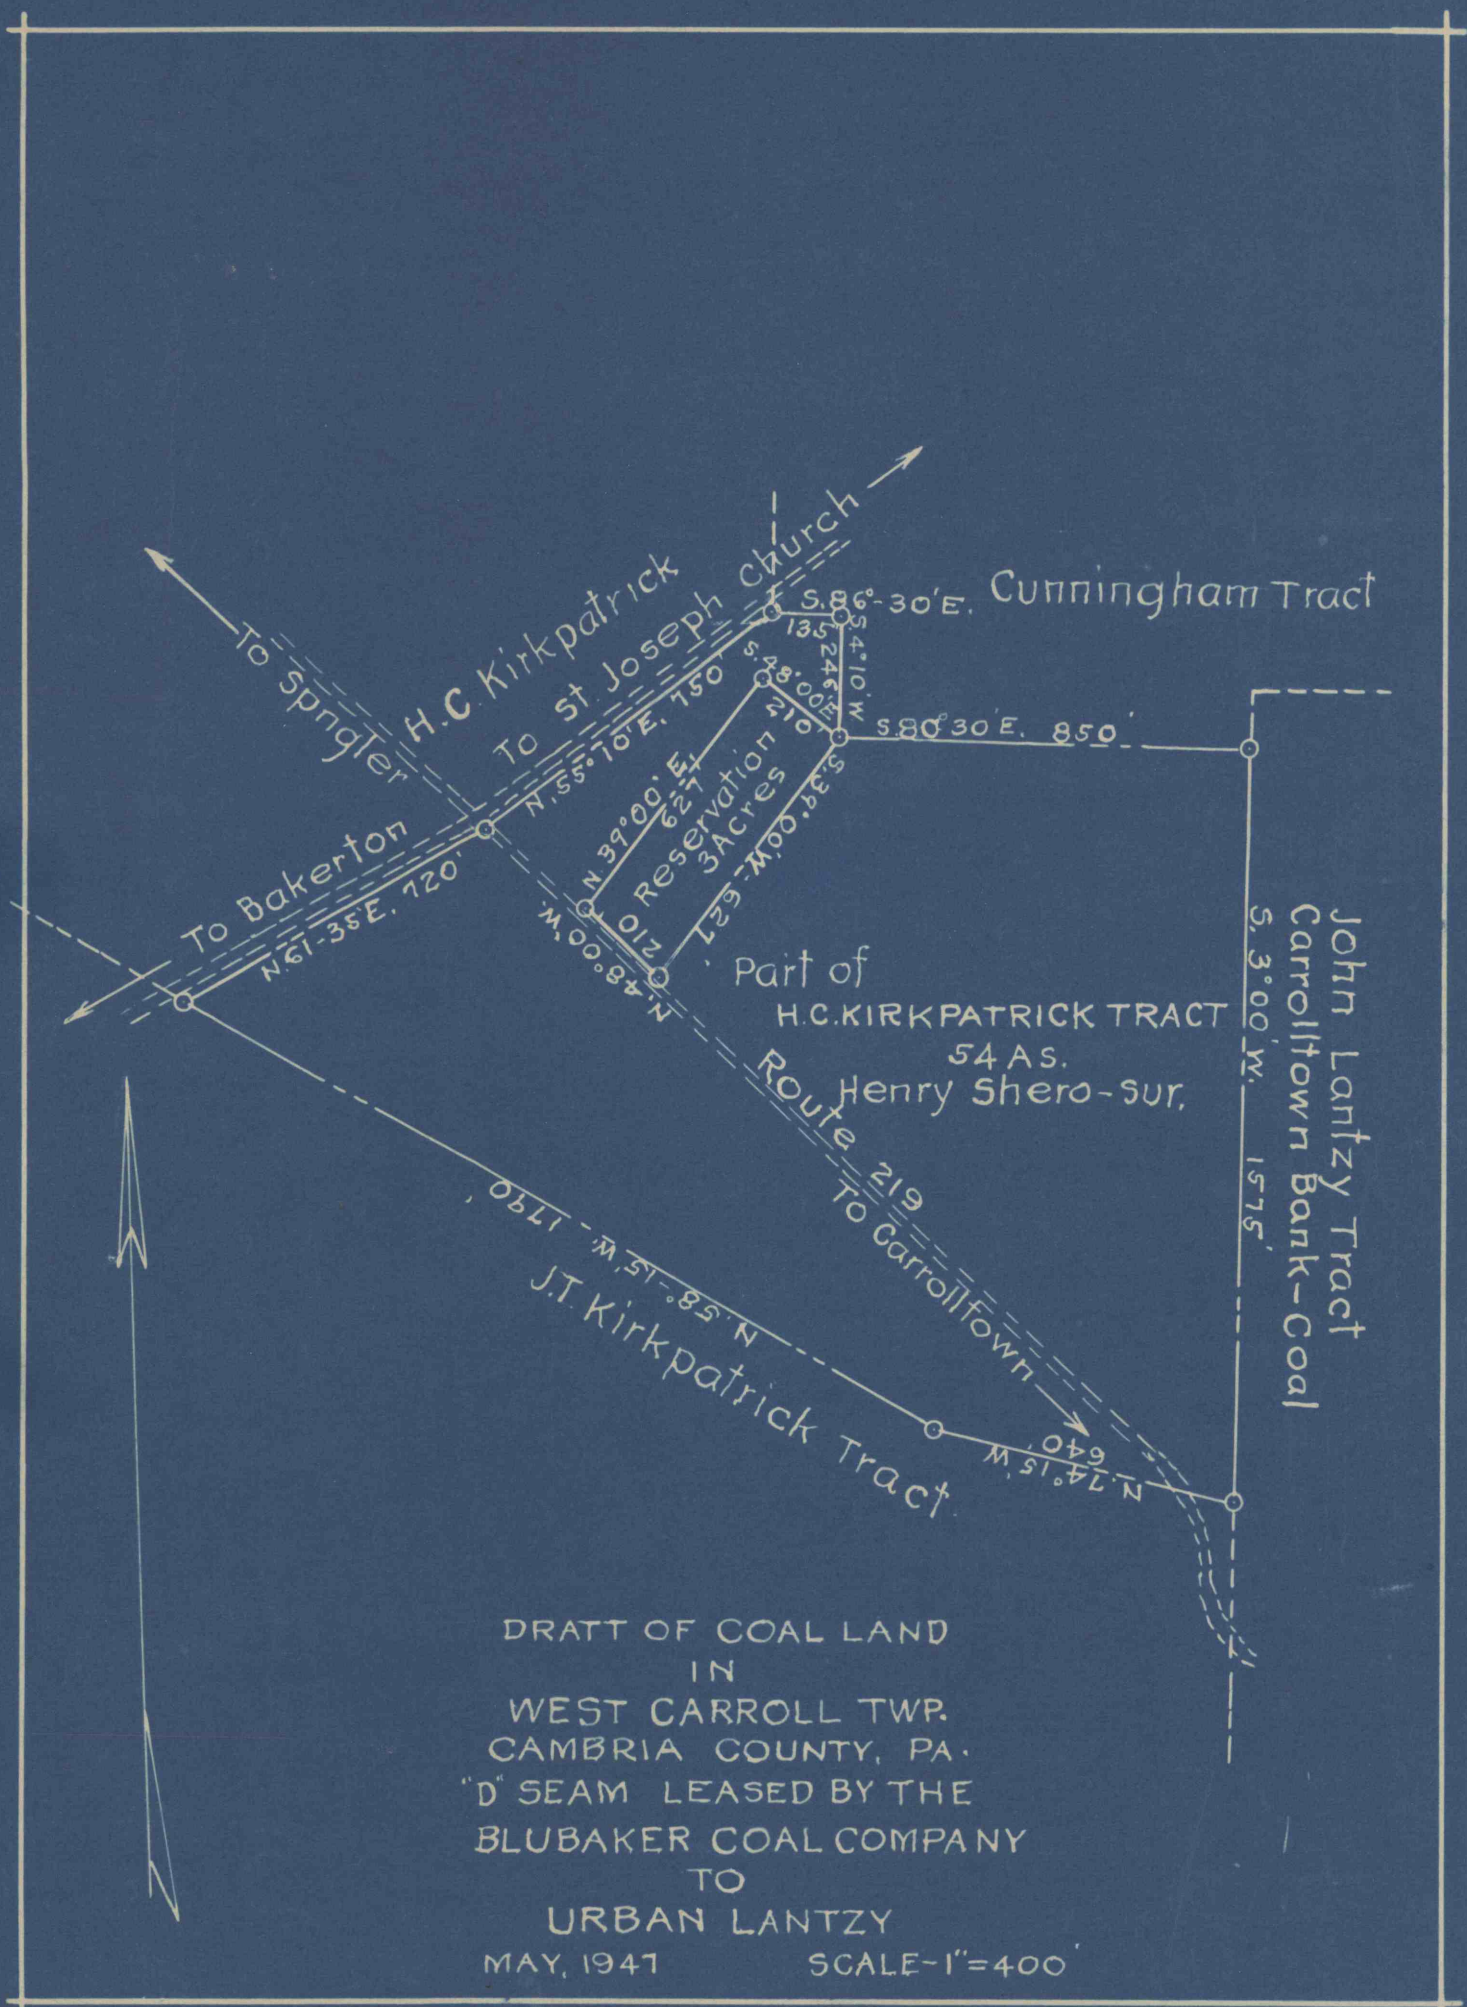 To Spngler
H.C. Kirkpatrick
To St. Joseph Church
To Bakerton
N.61-35'E. 720'
N.55°10'E. 750'
S.86°-30'E.
135
Cunningham Tract
S 4°10'W
246
S.48°00'E.
210
S.80°30'E. 850'
N 39°00' E.
627
Reservation
3 Acres
S.39°00'W-627'
210
N.48°00'W.
Part of
H.C.KIRKPATRICK TRACT
54 AS.
Henry Shero-Sur.
Route 219
To Carrolltown
S. 3°00'W. 1575'
John Lantzy Tract
Carrolltown Bank-Coal
N.58°-15'W. 1790'
J.T. Kirkpatrick Tract
640'
N.74°15'W
DRATT OF COAL LAND
IN
WEST CARROLL TWP.
CAMBRIA COUNTY, PA.
"D" SEAM LEASED BY THE
BLUBAKER COAL COMPANY
TO
URBAN LANTZY
MAY, 1947 SCALE-1"=400'